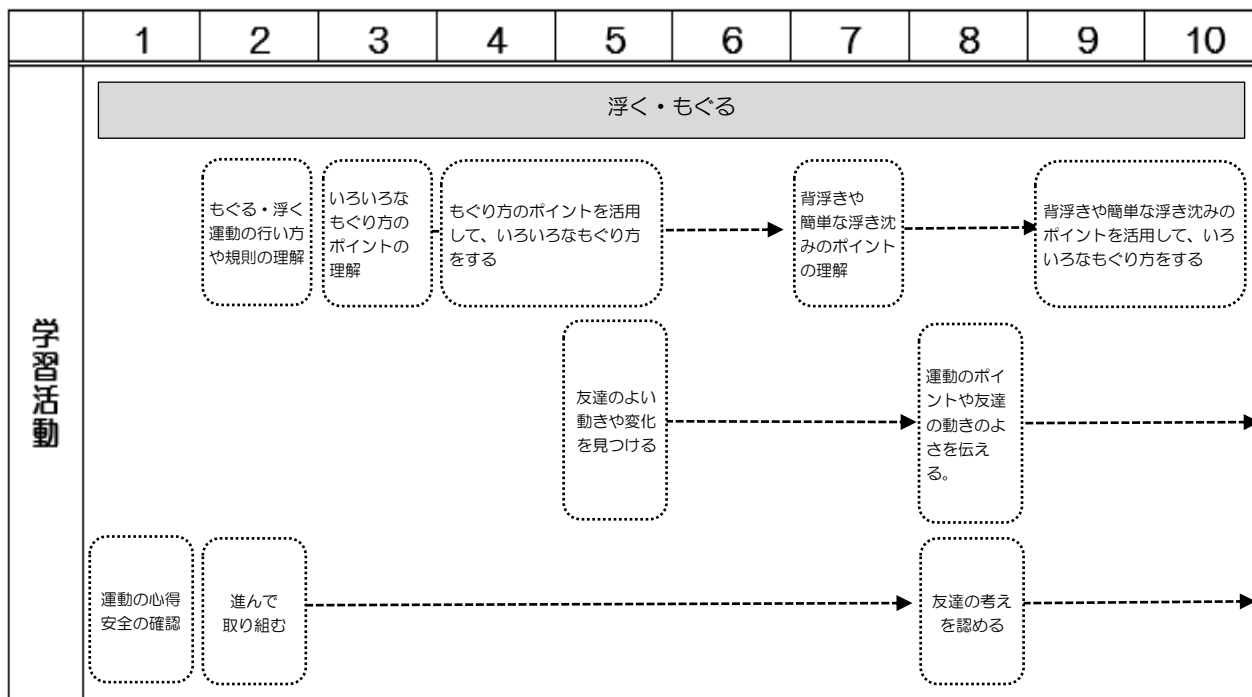 1 2 3 4 5 6 7 8 9 10
学習活動
浮く・もぐる
もぐる・浮く
運動の行い方
や規則の理解
いろいろな
もぐり方の
ポイントの
理解
もぐり方のポイントを活用
して、いろいろなもぐり方
をする
背浮きや
簡単な浮き沈
みのポイント
の理解
背浮きや簡単な浮き沈みの
ポイントを活用して、いろ
いろなもぐり方をする
友達のよい
動きや変化
を見つける
運動のポイ
ントや友達
の動きのよ
さを伝え
る。
運動の心得
安全の確認
進んで
取り組む
友達の考え
を認める